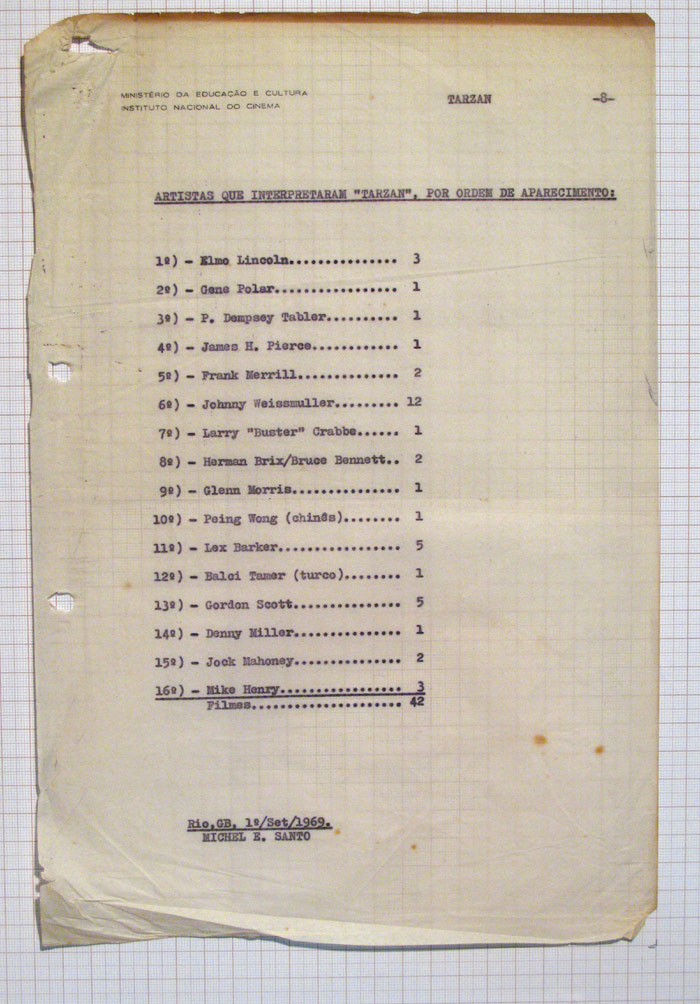 MINISTÉRIO DA EDUCAÇÃO E CULTURA
INSTITUTO NACIONAL DO CINEMA
TARZAN -8-
ARTISTAS QUE INTERPRETARAM "TARZAN", POR ORDEM DE APARECIMENTO:
1º) - Elmo Lincoln............... 3
2º) - Gene Polar................. 1
3º) - P. Dempsey Tabler.......... 1
4º) - James H. Pierce............ 1
5º) - Frank Merrill.............. 2
6º) - Johnny Weissmuller......... 12
7º) - Larry "Buster" Crabbe...... 1
8º) - Herman Brix/Bruce Bennett.. 2
9º) - Glenn Morris............... 1
10º) - Peing Wong (chinês)........ 1
11º) - Lex Barker................. 5
12º) - Balci Tamer (turco)........ 1
13º) - Gordon Scott............... 5
14º) - Denny Miller............... 1
15º) - Jock Mahoney............... 2
16º) - Mike Henry................. 3
Filmes..................... 42
Rio,GB, 1º/Set/1969.
MICHEL E. SANTO